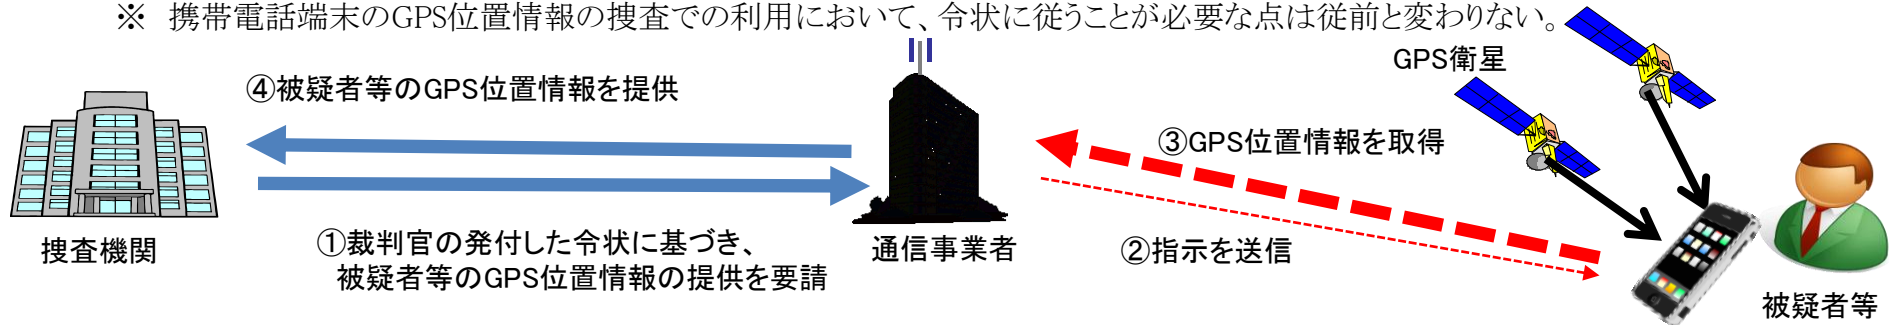 ※ 携帯電話端末のGPS位置情報の捜査での利用において、令状に従うことが必要な点は従前と変わりない。
GPS衛星
④被疑者等のGPS位置情報を提供
③GPS位置情報を取得
捜査機関
①裁判官の発付した令状に基づき、
被疑者等のGPS位置情報の提供を要請
通信事業者
②指示を送信
被疑者等